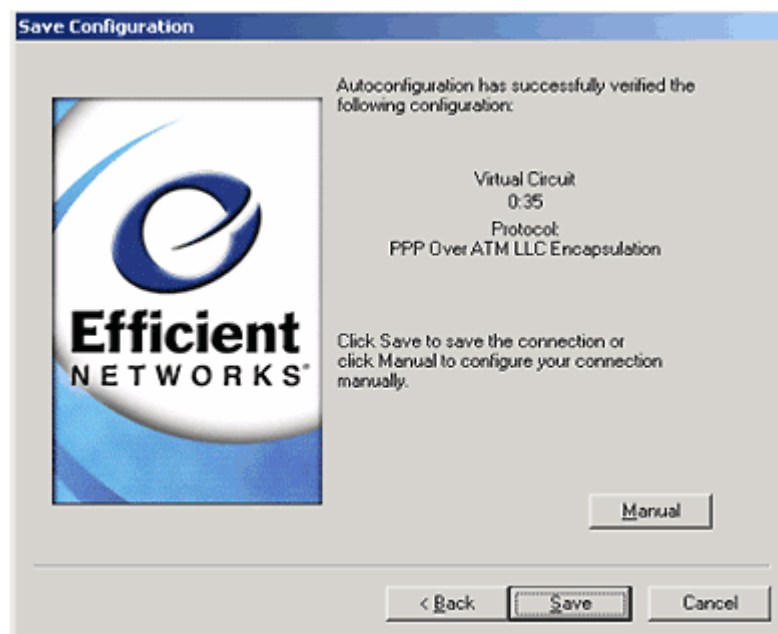 Save Configuration
Autoconfiguration has successfully verified the
following configuration:
Virtual Circuit
0:35
Protocol:
PPP Over ATM LLC Encapsulation
Efficient
NETWORKS®
Click Save to save the connection or
click Manual to configure your connection
manually.
Manual
< Back
Save
Cancel